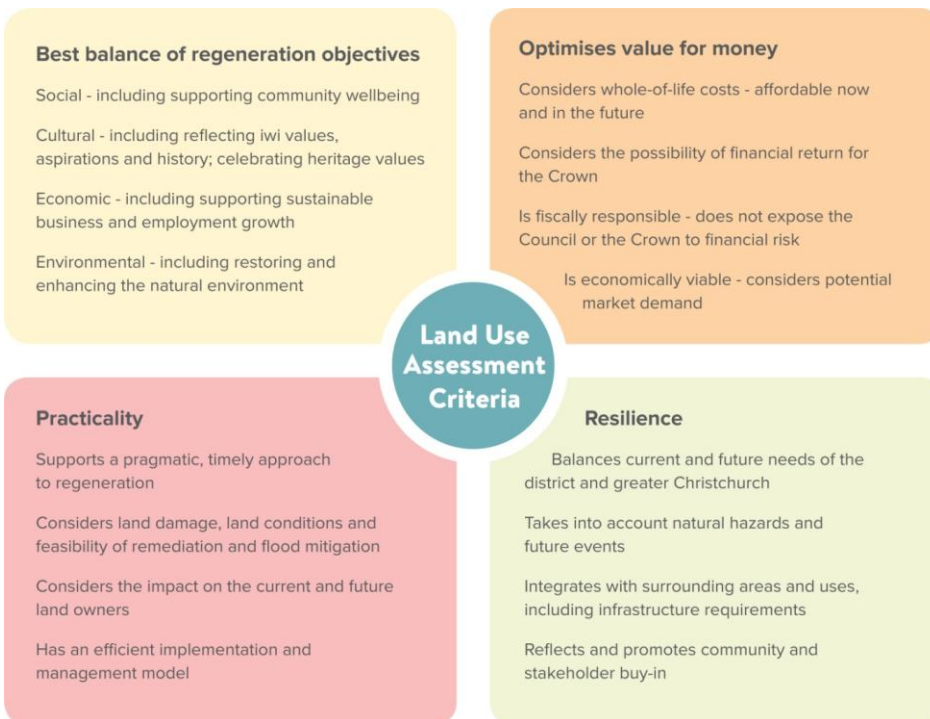 Best balance of regeneration objectives
Social - including supporting community wellbeing
Cultural - including reflecting iwi values,
aspirations and history; celebrating heritage values
Economic - including supporting sustainable
business and employment growth
Environmental - including restoring and
enhancing the natural environment
Optimises value for money
Considers whole-of-life costs - affordable now
and in the future
Considers the possibility of financial return for
the Crown
Is fiscally responsible - does not expose the
Council or the Crown to financial risk
Is economically viable - considers potential
market demand
Land Use
Assessment
Criteria
Practicality
Supports a pragmatic, timely approach
to regeneration
Considers land damage, land conditions and
feasibility of remediation and flood mitigation
Considers the impact on the current and future
land owners
Has an efficient implementation and
management model
Resilience
Balances current and future needs of the
district and greater Christchurch
Takes into account natural hazards and
future events
Integrates with surrounding areas and uses,
including infrastructure requirements
Reflects and promotes community and
stakeholder buy-in